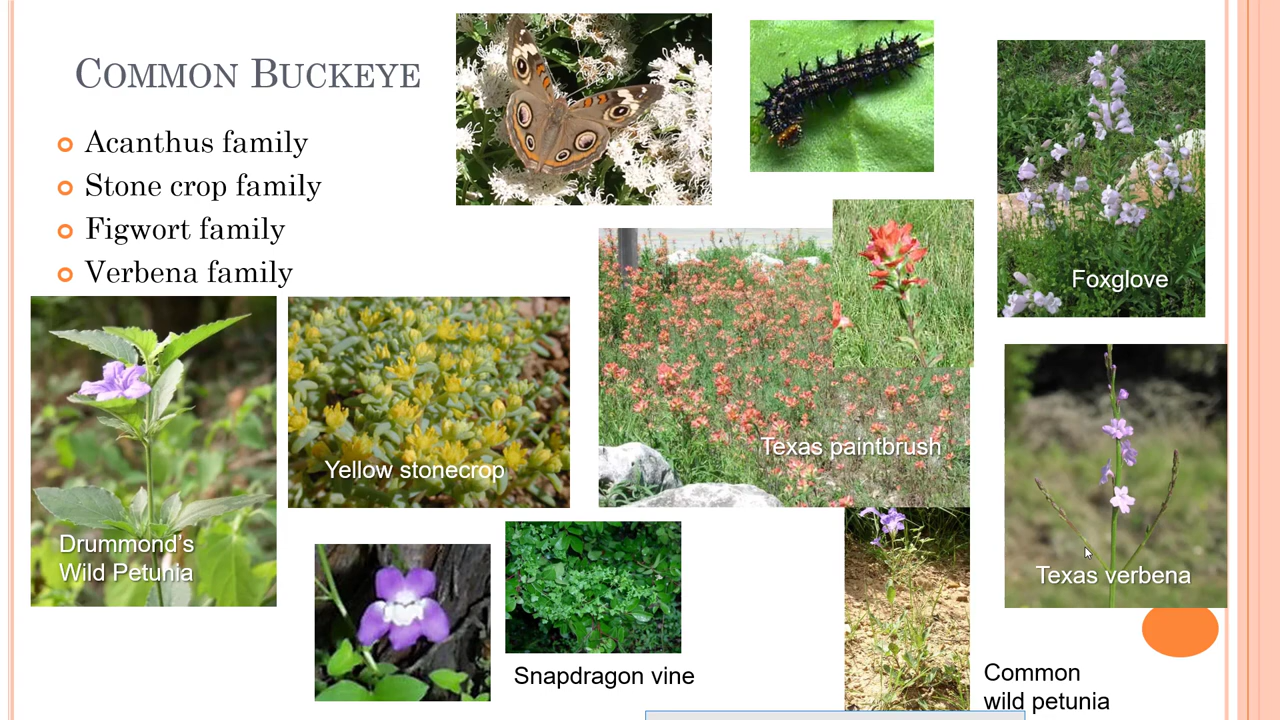 Common Buckeye
Acanthus family
Stone crop family
Figwort family
Verbena family
Foxglove
Texas paintbrush
Yellow stonecrop
Drummond's
Wild Petunia
Texas verbena
Snapdragon vine
Common
wild petunia